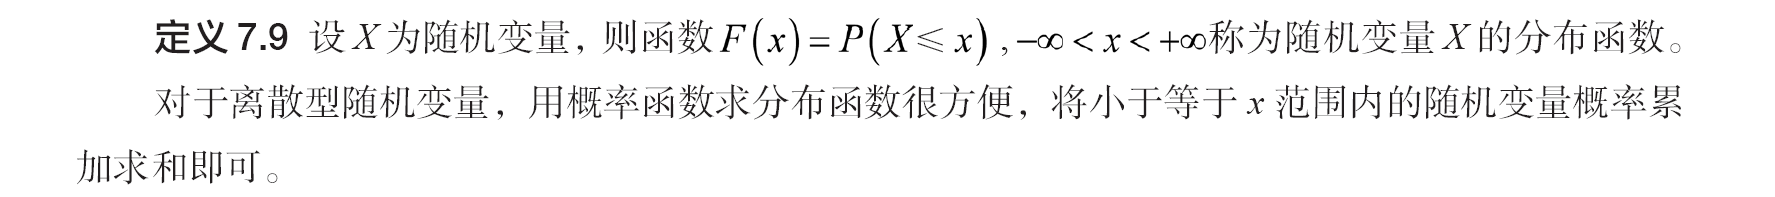 定义 7.9 设 X 为随机变量，则函数 F(x) = P(X ≤ x) , −∞ < x < +∞称为随机变量 X 的分布函数。
对于离散型随机变量，用概率函数求分布函数很方便，将小于等于 x 范围内的随机变量概率累
加求和即可。